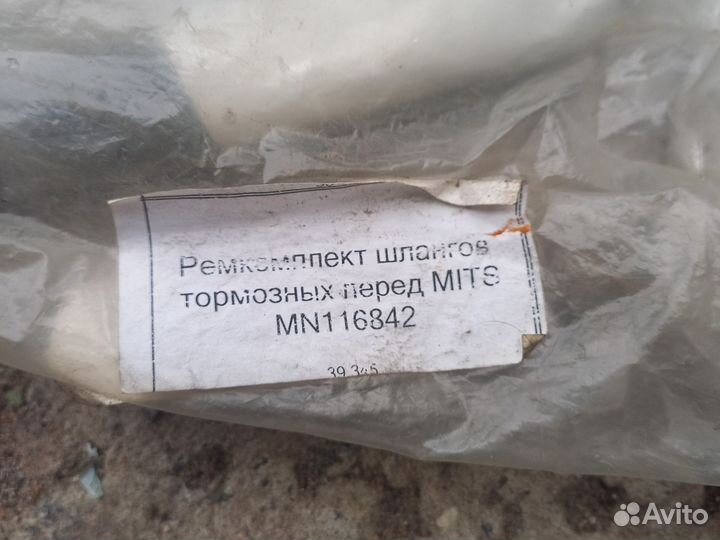 Ремкомплект шлангов
тормозных перед MITS
MN116842
39 345
Avito